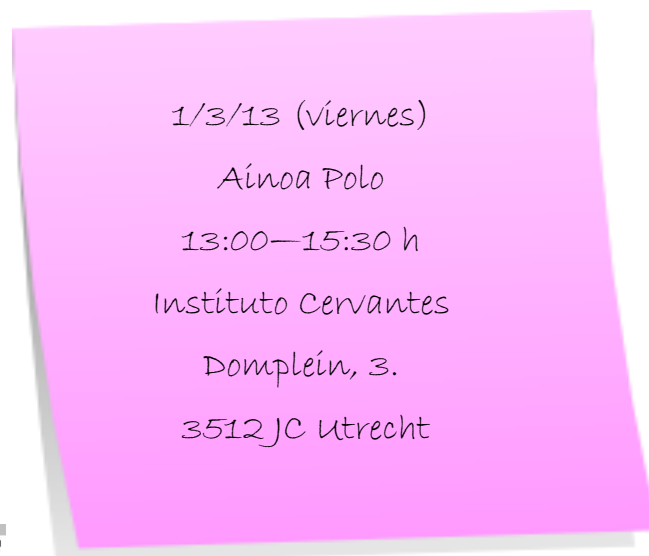 1/3/13 (viernes)
Ainoa Polo
13:00—15:30 h
Instituto Cervantes
Domplein, 3.
3512 JC Utrecht